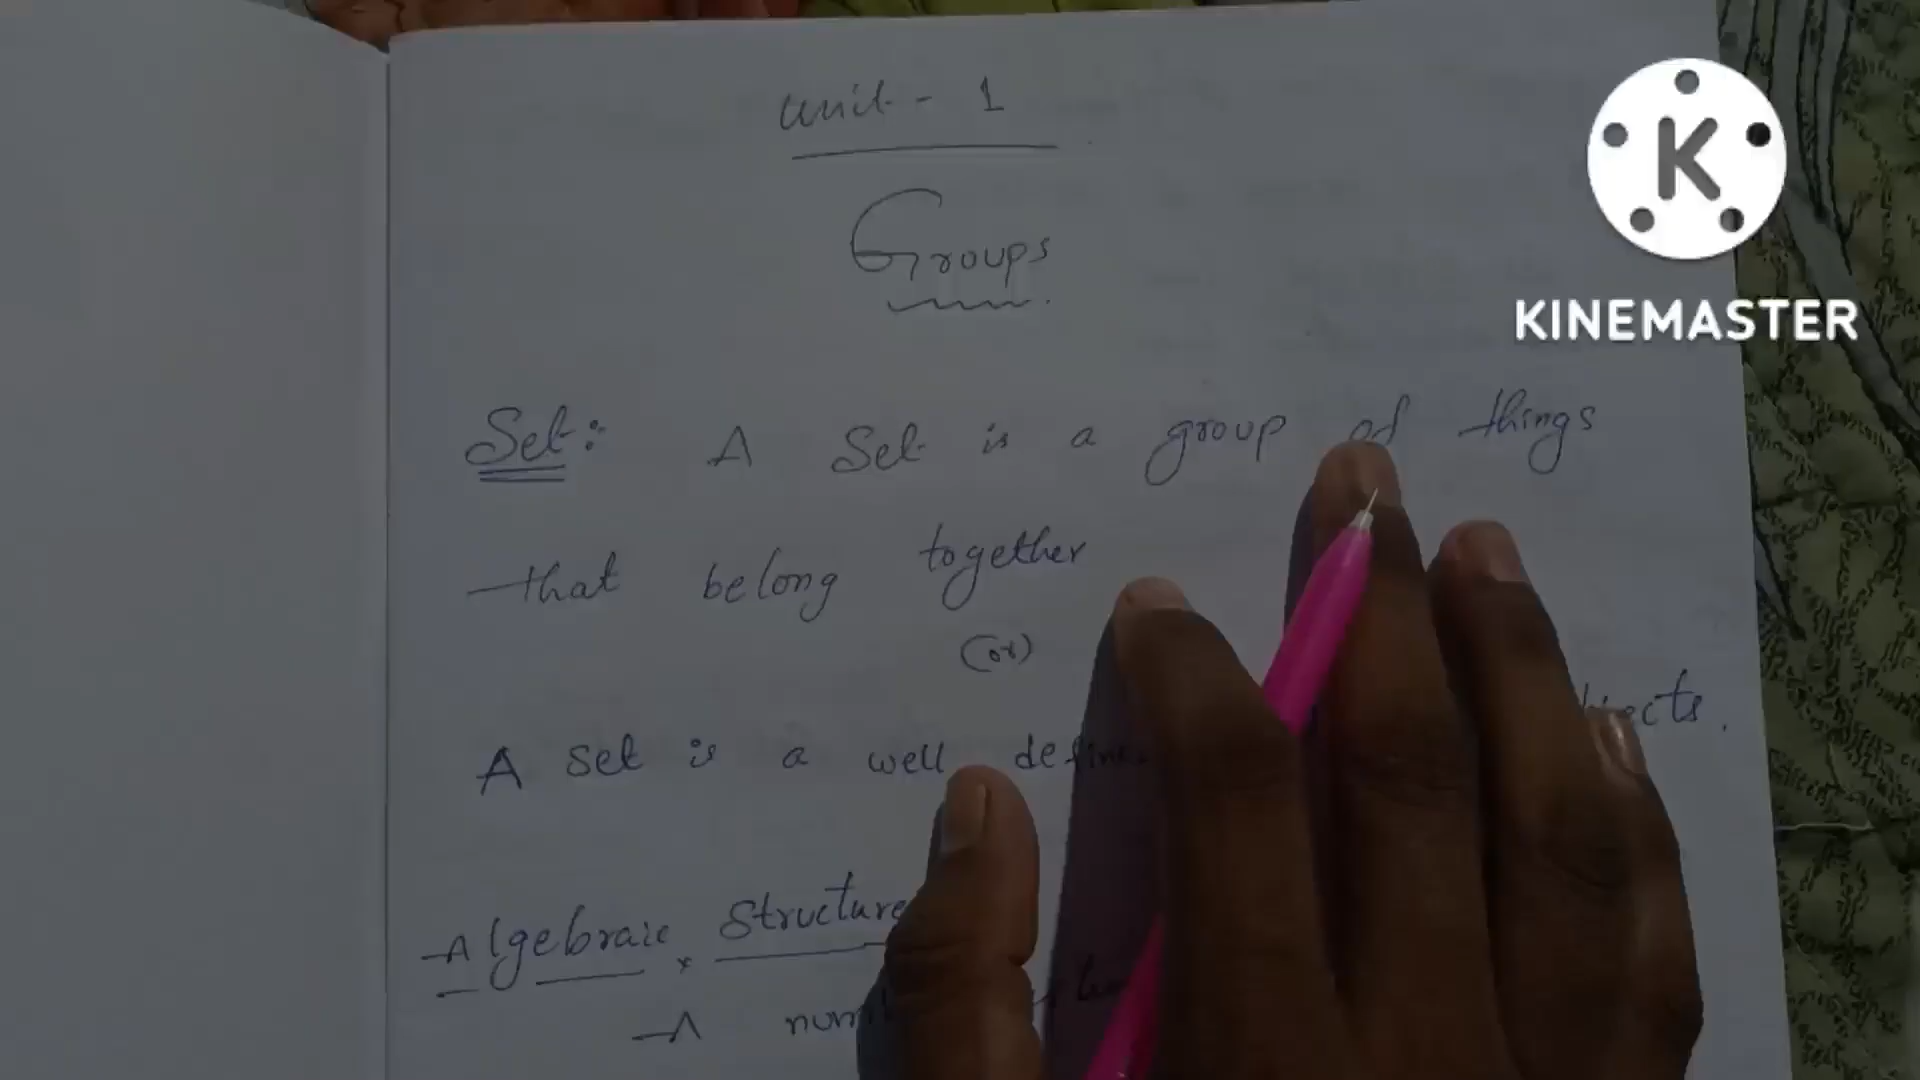 unit - 1
Groups
K
KINEMASTER
Set: A Set is a group of things
that belong together
(or)
A set is a well
Algebraic Structure
A